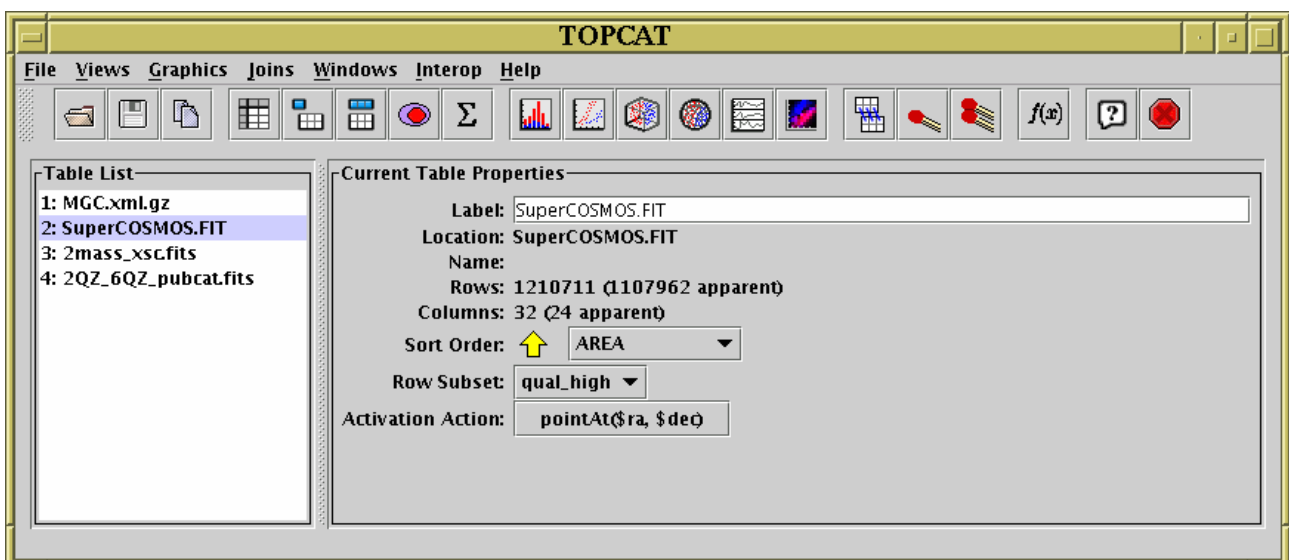 TOPCAT
File Views Graphics Joins Windows Interop Help
Σ f(x) ?
Table List
1: MGC.xml.gz
2: SuperCOSMOS.FIT
3: 2mass_xsc.fits
4: 2QZ_6QZ_pubcat.fits
Current Table Properties
Label: SuperCOSMOS.FIT
Location: SuperCOSMOS.FIT
Name:
Rows: 1210711 (1107962 apparent)
Columns: 32 (24 apparent)
Sort Order: AREA
Row Subset: qual_high
Activation Action: pointAt($ra, $dec)